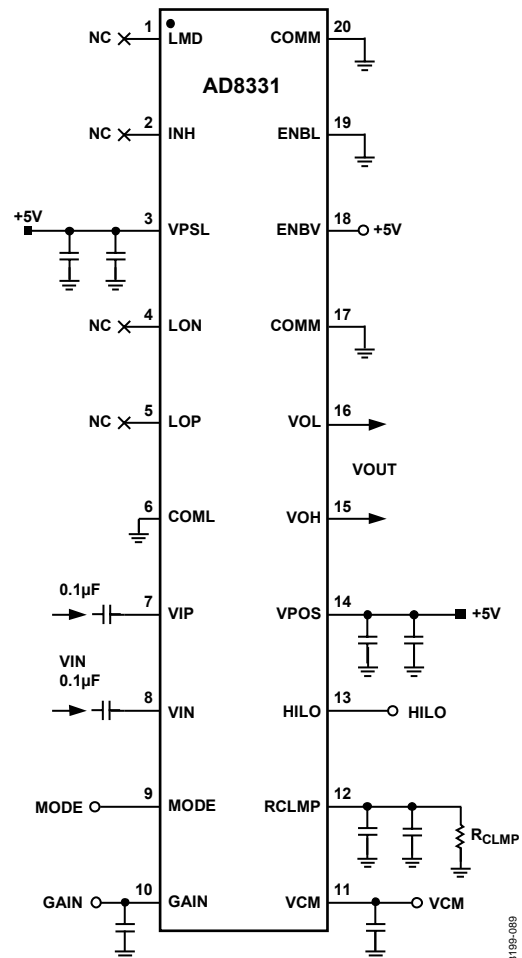 AD8331
NC
1
LMD
COMM
20
NC
2
INH
ENBL
19
+5V
3
VPSL
ENBV
18
+5V
NC
4
LON
COMM
17
NC
5
LOP
VOL
16
VOUT
6
COML
VOH
15
0.1µF
7
VIP
VPOS
14
+5V
VIN
0.1µF
8
VIN
HILO
13
HILO
MODE
9
MODE
RCLMP
12
RCLMP
GAIN
10
GAIN
VCM
11
VCM